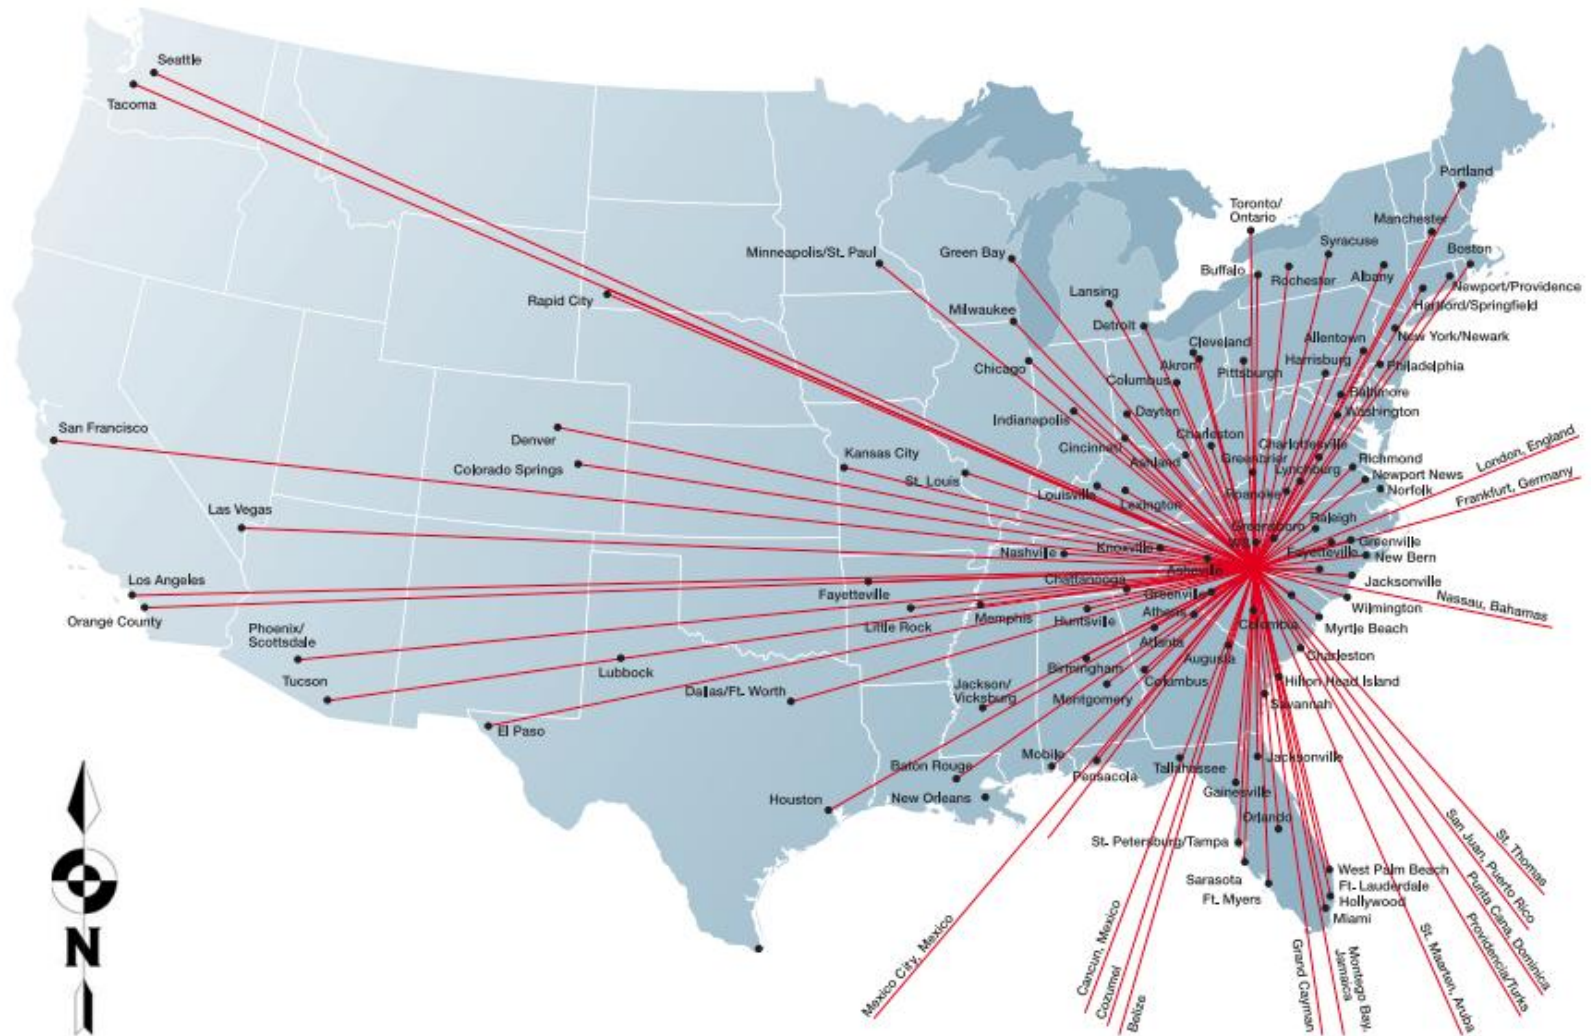 Seattle
Tacoma
Portland
Toronto/
Ontario
Manchester
Syracuse
Boston
Minneapolis/St. Paul
Green Bay
Buffalo
Rochester
Albany
Newport/Providence
Rapid City
Lansing
Hartford/Springfield
Milwaukee
Detroit
Cleveland
Allentown
New York/Newark
Chicago
Akron
Pittsburgh
Harrisburg
Philadelphia
Columbus
Baltimore
Indianapolis
Dayton
Washington
San Francisco
Denver
Cincinnati
Charleston
Charlottesville
London, England
Colorado Springs
Kansas City
Ashland
Greenbrier
Richmond
St. Louis
Lynchburg
Newport News
Frankfurt, Germany
Louisville
Lexington
Roanoke
Norfolk
Las Vegas
Greensboro
Raleigh
Nashville
Knoxville
Fayetteville
Greenville
New Bern
Asheville
Los Angeles
Fayetteville
Chattanooga
Greenville
Jacksonville
Nassau, Bahamas
Orange County
Little Rock
Memphis
Huntsville
Athens
Columbia
Wilmington
Myrtle Beach
Phoenix/
Scottsdale
Atlanta
Augusta
Charleston
Tucson
Lubbock
Birmingham
Dallas/Ft. Worth
Jackson/
Vicksburg
Montgomery
Columbus
Hilton Head Island
Savannah
El Paso
Mobile
Pensacola
Tallahassee
Jacksonville
Baton Rouge
Gainesville
Houston
New Orleans
Orlando
St. Petersburg/Tampa
Sarasota
Ft. Myers
West Palm Beach
Ft. Lauderdale
Hollywood
Miami
St. Thomas
San Juan, Puerto Rico
Punta Cana, Dominica
Providencia/Turks
St. Maarten, Aruba
Montego Bay,
Jamaica
Grand Cayman
Mexico City, Mexico
Cancun, Mexico
Cozumel
Belize
N